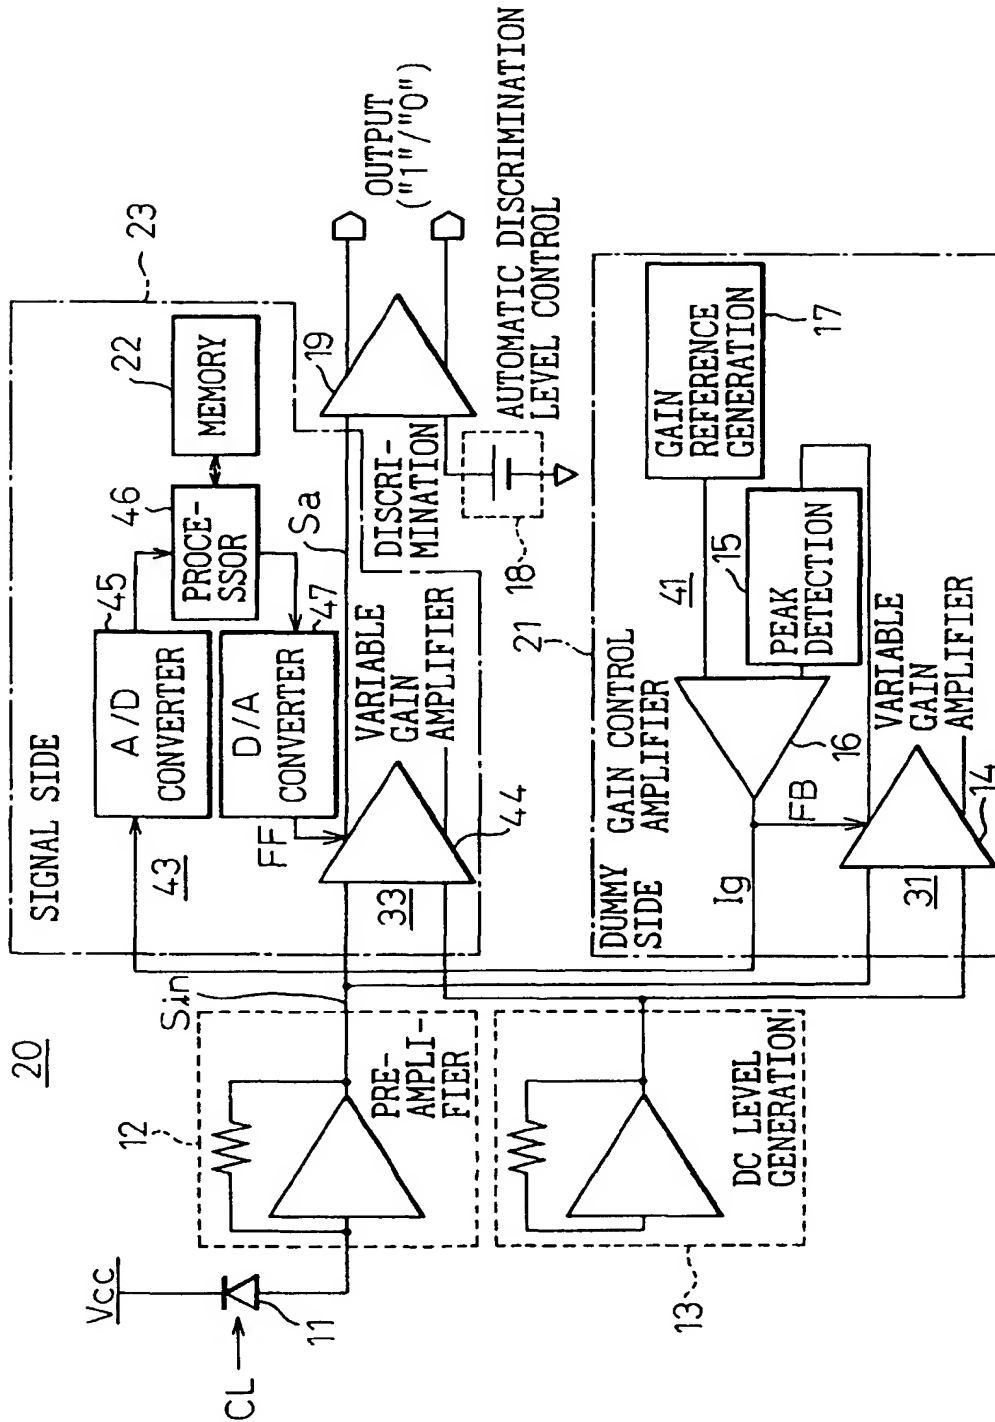 20
CL
Vcc
11
12
PRE-
AMPLI-
FIER
Sin
13
DC LEVEL
GENERATION
SIGNAL SIDE
23
43
A/D
CONVERTER
45
46
PROCE-
SSOR
22
MEMORY
D/A
CONVERTER
47
FF
33
44
VARIABLE
GAIN
AMPLIFIER
Sa
DISCRI-
MINATION
19
OUTPUT
("1"/"0")
18
AUTOMATIC DISCRIMINATION
LEVEL CONTROL
21
DUMMY
SIDE
GAIN CONTROL
AMPLIFIER
41
Ig
FB
16
15
PEAK
DETECTION
GAIN
REFERENCE
GENERATION
17
31
14
VARIABLE
GAIN
AMPLIFIER